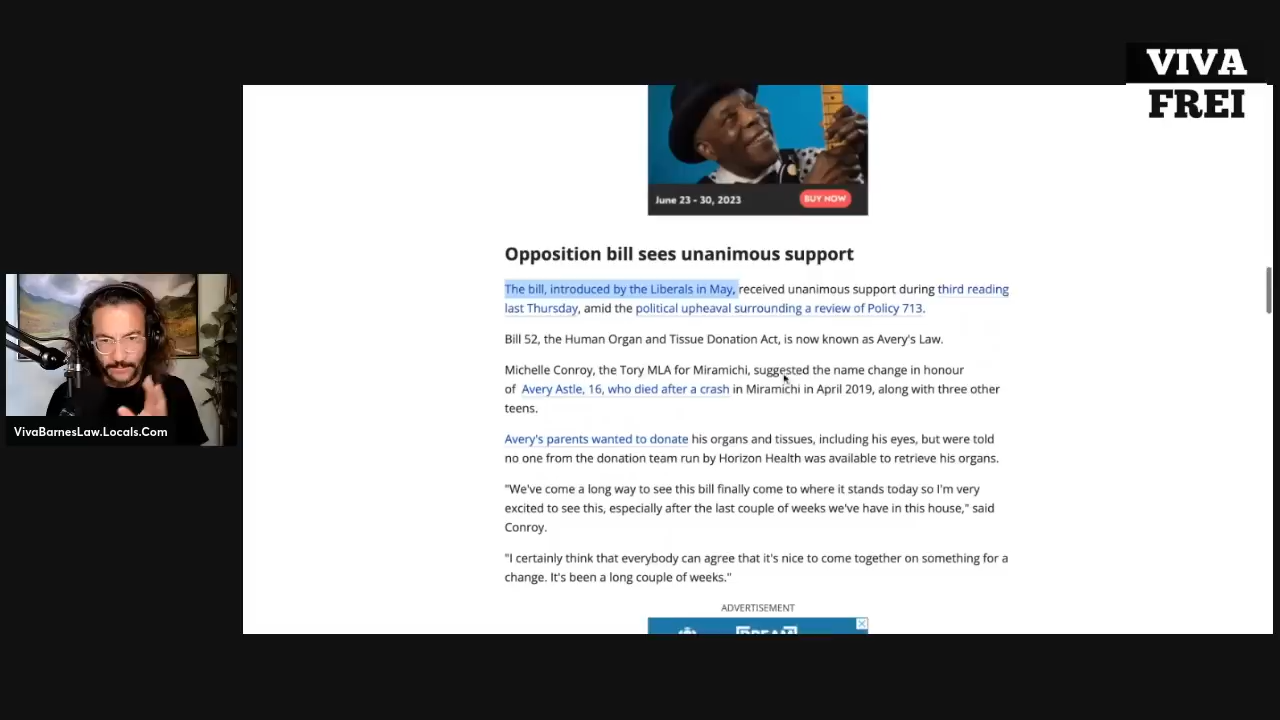 VIVA
FREI
June 23 - 30, 2023
BUY NOW
Opposition bill sees unanimous support
The bill, introduced by the Liberals in May, received unanimous support during third reading
last Thursday, amid the political upheaval surrounding a review of Policy 713.
Bill 52, the Human Organ and Tissue Donation Act, is now known as Avery's Law.
Michelle Conroy, the Tory MLA for Miramichi, suggested the name change in honour
of Avery Astle, 16, who died after a crash in Miramichi in April 2019, along with three other
teens.
Avery's parents wanted to donate his organs and tissues, including his eyes, but were told
no one from the donation team run by Horizon Health was available to retrieve his organs.
"We've come a long way to see this bill finally come to where it stands today so I'm very
excited to see this, especially after the last couple of weeks we've have in this house," said
Conroy.
"I certainly think that everybody can agree that it's nice to come together on something for a
change. It's been a long couple of weeks."
ADVERTISEMENT
DREAM
VivaBarnesLaw.Locals.Com